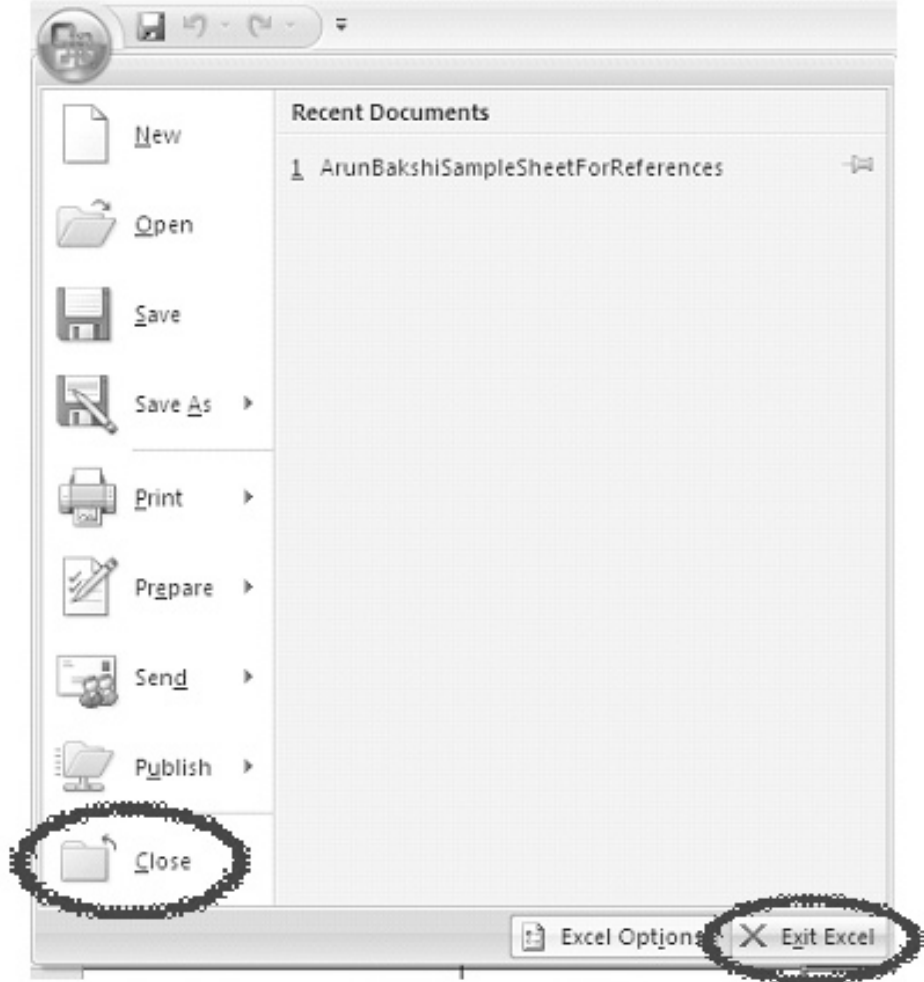 Recent Documents
1 ArunBakshiSampleSheetForReferences
New
Open
Save
Save As
Print
Prepare
Send
Publish
Close
Excel Options
Exit Excel